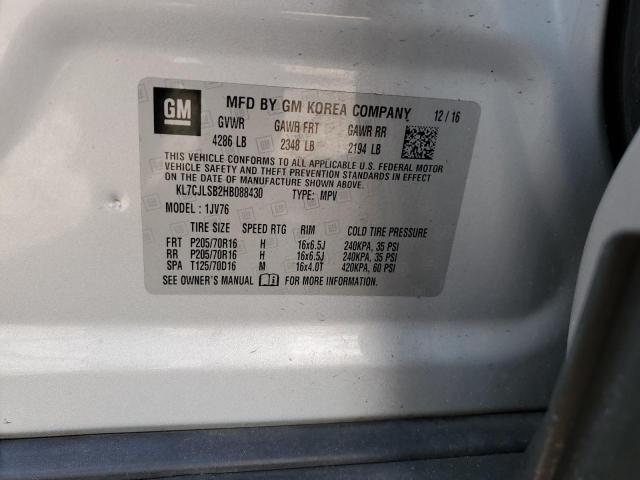 GM MFD BY GM KOREA COMPANY 12/16
GVWR GAWR FRT GAWR RR
4286 LB 2348 LB 2194 LB
THIS VEHICLE CONFORMS TO ALL APPLICABLE U.S. FEDERAL MOTOR
VEHICLE SAFETY AND THEFT PREVENTION STANDARDS IN EFFECT
ON THE DATE OF MANUFACTURE SHOWN ABOVE.
KL7CJLSB2HB088430 TYPE: MPV
MODEL : 1JV76
TIRE SIZE SPEED RTG RIM COLD TIRE PRESSURE
FRT P205/70R16 H 16x6.5J 240KPA, 35 PSI
RR P205/70R16 H 16x6.5J 240KPA, 35 PSI
SPA T125/70D16 M 16x4.0T 420KPA, 60 PSI
SEE OWNER'S MANUAL FOR MORE INFORMATION.